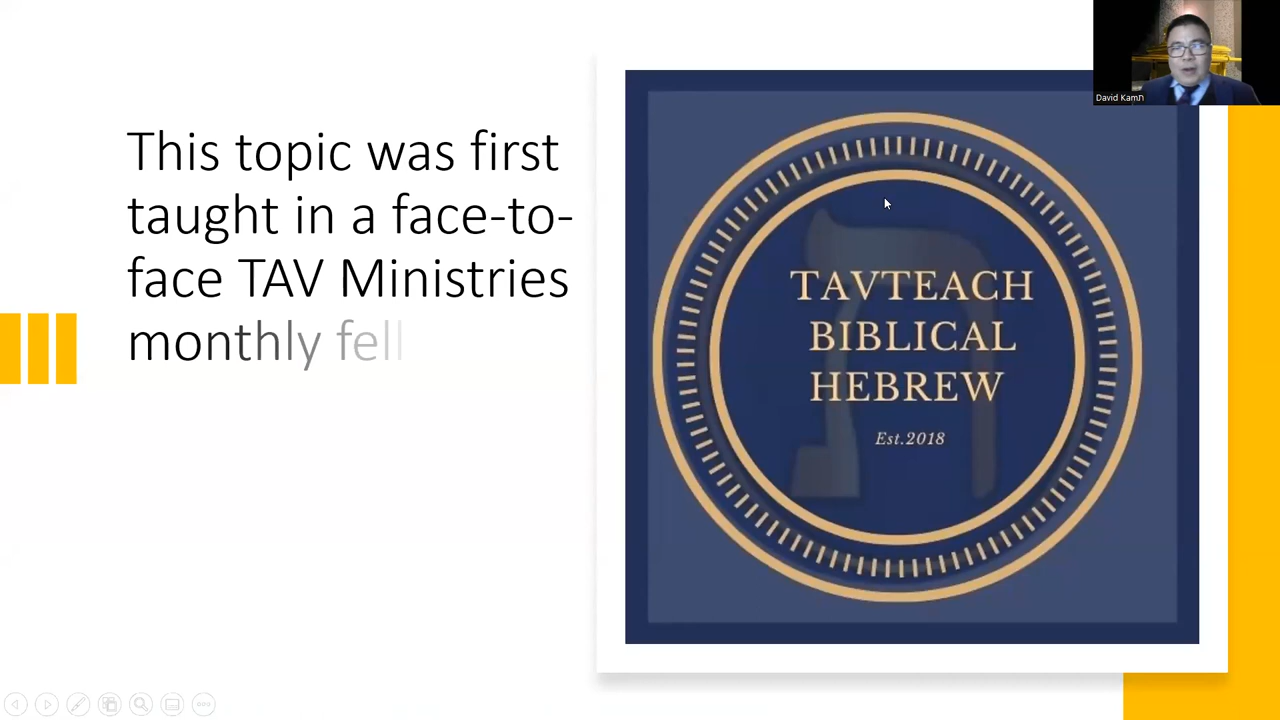 This topic was first
taught in a face-to-
face TAV Ministries
monthly fell
TAVTEACH
BIBLICAL
HEBREW
Est.2018
ת
David Kamת